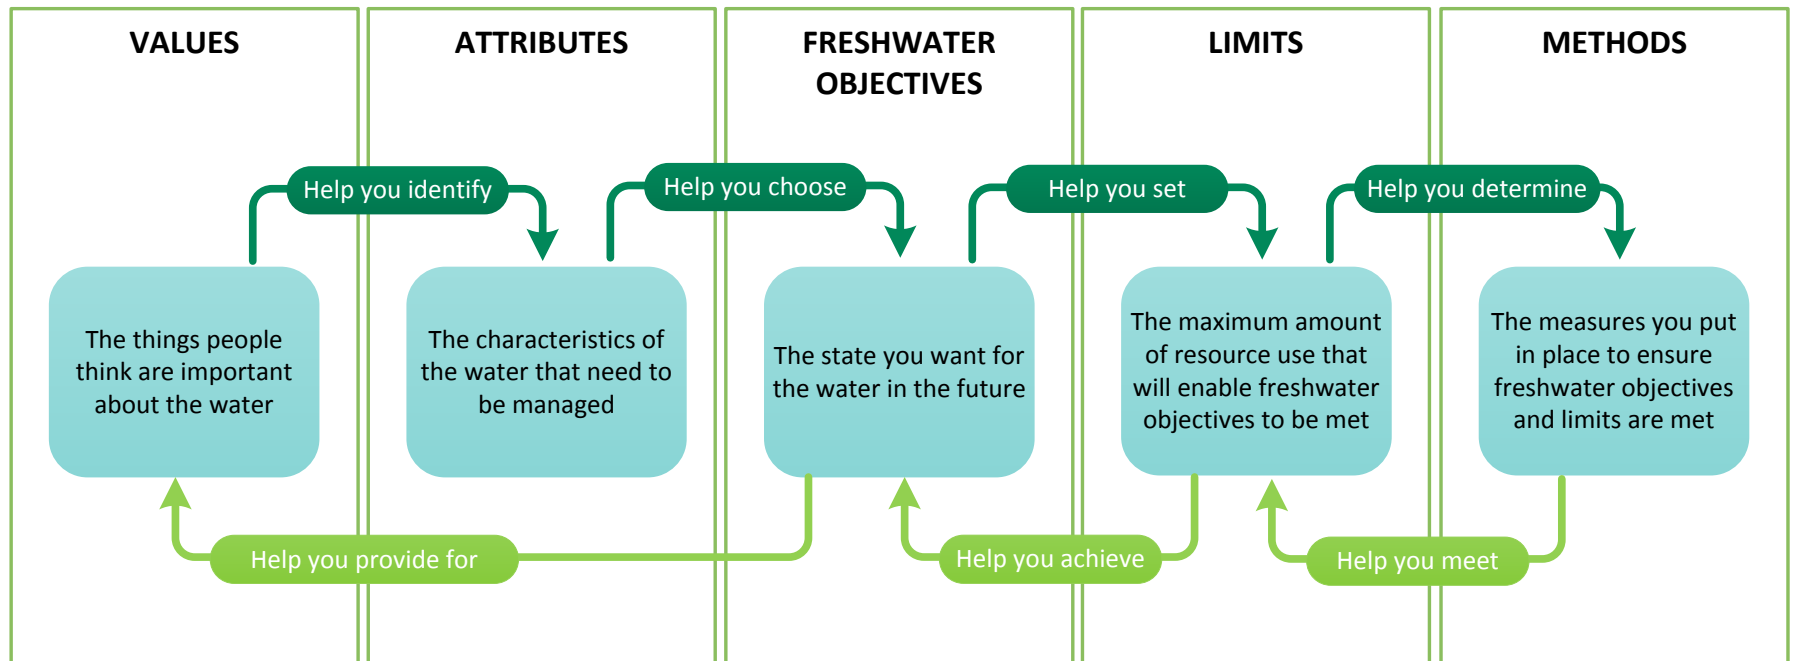 VALUES
ATTRIBUTES
FRESHWATER
OBJECTIVES
LIMITS
METHODS
Help you identify
Help you choose
Help you set
Help you determine
The things people
think are important
about the water
The characteristics of
the water that need to
be managed
The state you want for
the water in the future
The maximum amount
of resource use that
will enable freshwater
objectives to be met
The measures you put
in place to ensure
freshwater objectives
and limits are met
Help you provide for
Help you achieve
Help you meet